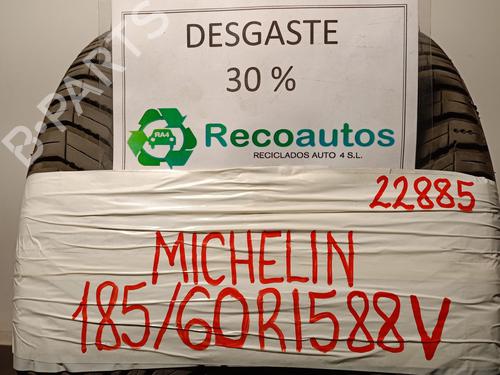 DESGASTE
30 %
RA4
Recoautos
RECICLADOS AUTO 4 S.L.
B-PARTS
22885
MICHELIN
185/60R1588V